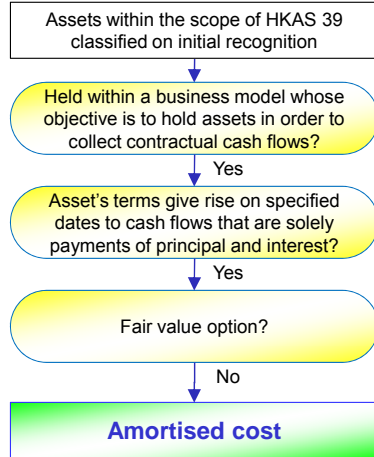 Assets within the scope of HKAS 39
classified on initial recognition
Held within a business model whose
objective is to hold assets in order to
collect contractual cash flows?
Yes
Asset's terms give rise on specified
dates to cash flows that are solely
payments of principal and interest?
Yes
Fair value option?
No
Amortised cost